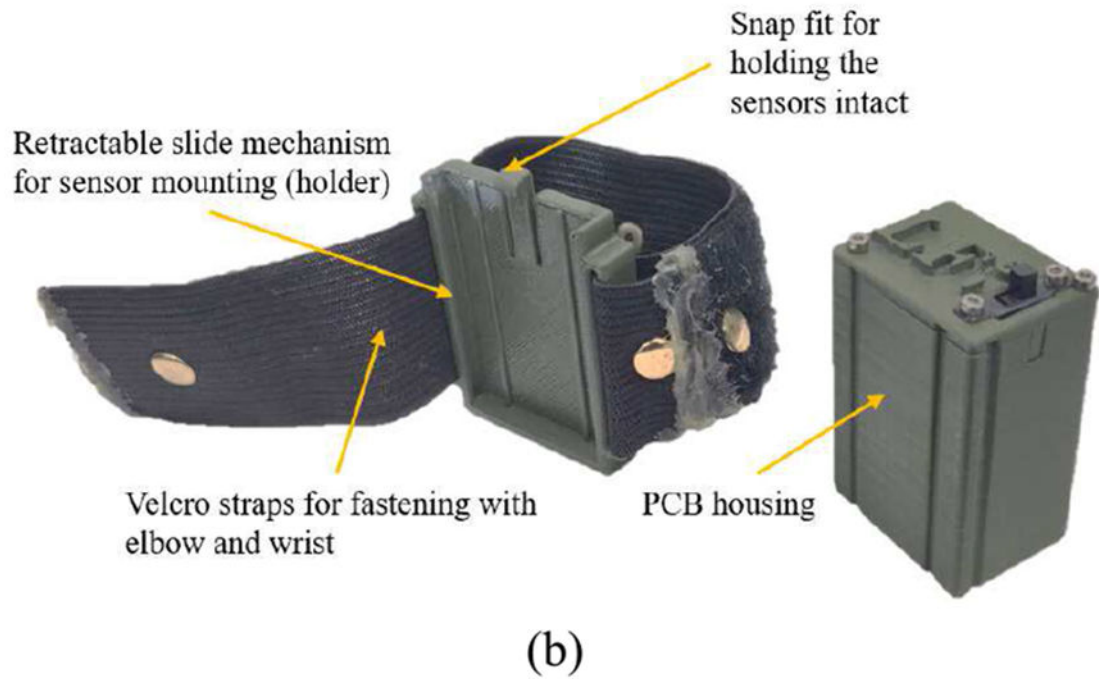 Snap fit for
holding the
sensors intact
Retractable slide mechanism
for sensor mounting (holder)
Velcro straps for fastening with
elbow and wrist
PCB housing
(b)